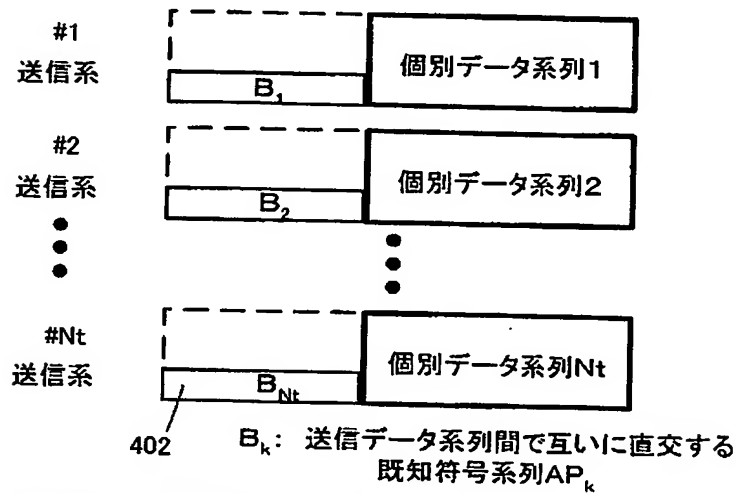 #1
送信系
B₁
個別データ系列1
#2
送信系
B₂
個別データ系列2
#Nt
送信系
B_Nt
個別データ系列Nt
402
B_k: 送信データ系列間で互いに直交する
既知符号系列AP_k